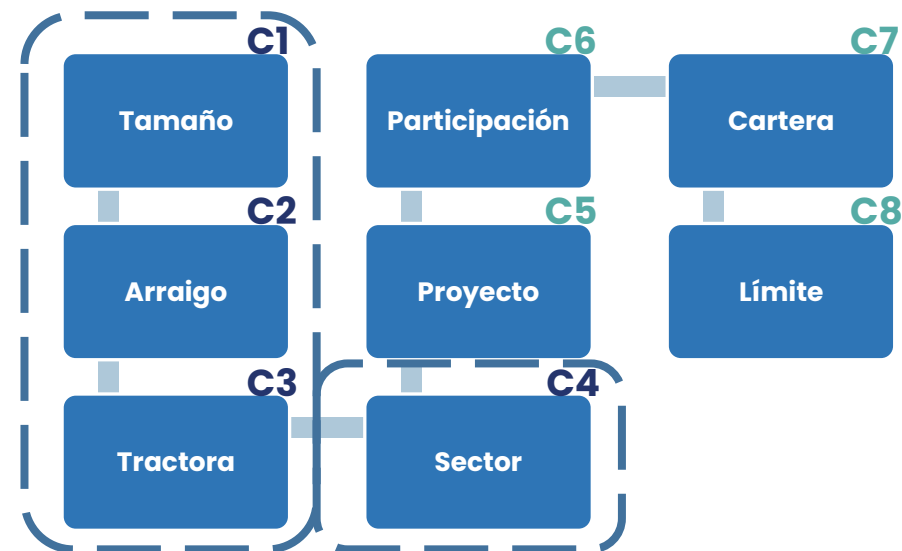 C1
Tamaño
C2
Arraigo
C3
Tractora
C4
Sector
C5
Proyecto
C6
Participación
C7
Cartera
C8
Límite